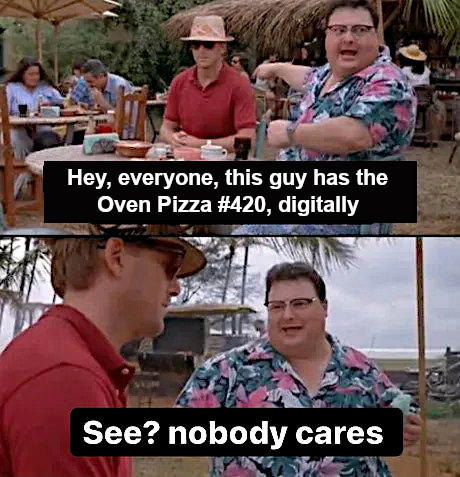 Hey, everyone, this guy has the
Oven Pizza #420, digitally
See? nobody cares